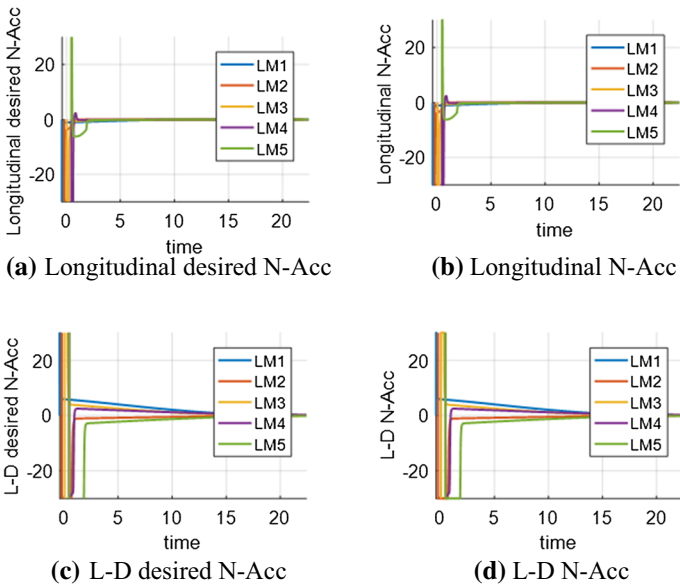 Longitudinal desired N-Acc
20
0
-20
LM1
LM2
LM3
LM4
LM5
0 5 10 15 20
time
(a) Longitudinal desired N-Acc
Longitudinal N-Acc
20
0
-20
LM1
LM2
LM3
LM4
LM5
0 5 10 15 20
time
(b) Longitudinal N-Acc
L-D desired N-Acc
20
0
-20
LM1
LM2
LM3
LM4
LM5
0 5 10 15 20
time
(c) L-D desired N-Acc
L-D N-Acc
20
0
-20
LM1
LM2
LM3
LM4
LM5
0 5 10 15 20
time
(d) L-D N-Acc